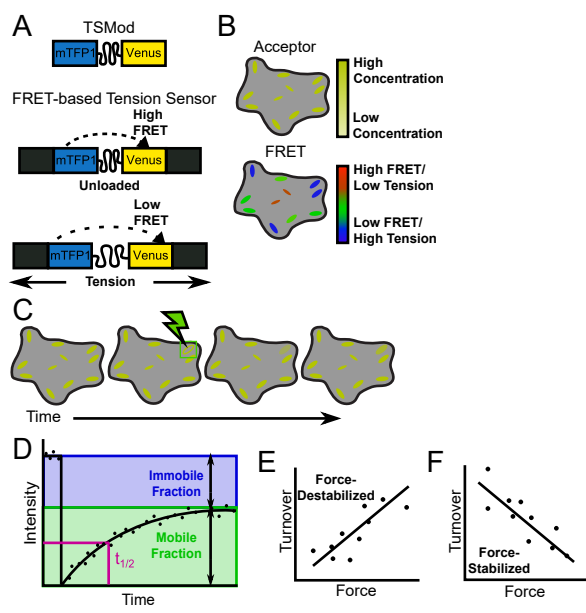 A
TSMod
mTFP1
Venus
FRET-based Tension Sensor
High
FRET
mTFP1
Venus
Unloaded
Low
FRET
mTFP1
Venus
Tension
B
Acceptor
High
Concentration
Low
Concentration
FRET
High FRET/
Low Tension
Low FRET/
High Tension
C
Time
D
Intensity
Immobile
Fraction
Mobile
Fraction
t1/2
Time
E
Force-
Destabilized
Turnover
Force
F
Turnover
Force-
Stabilized
Force